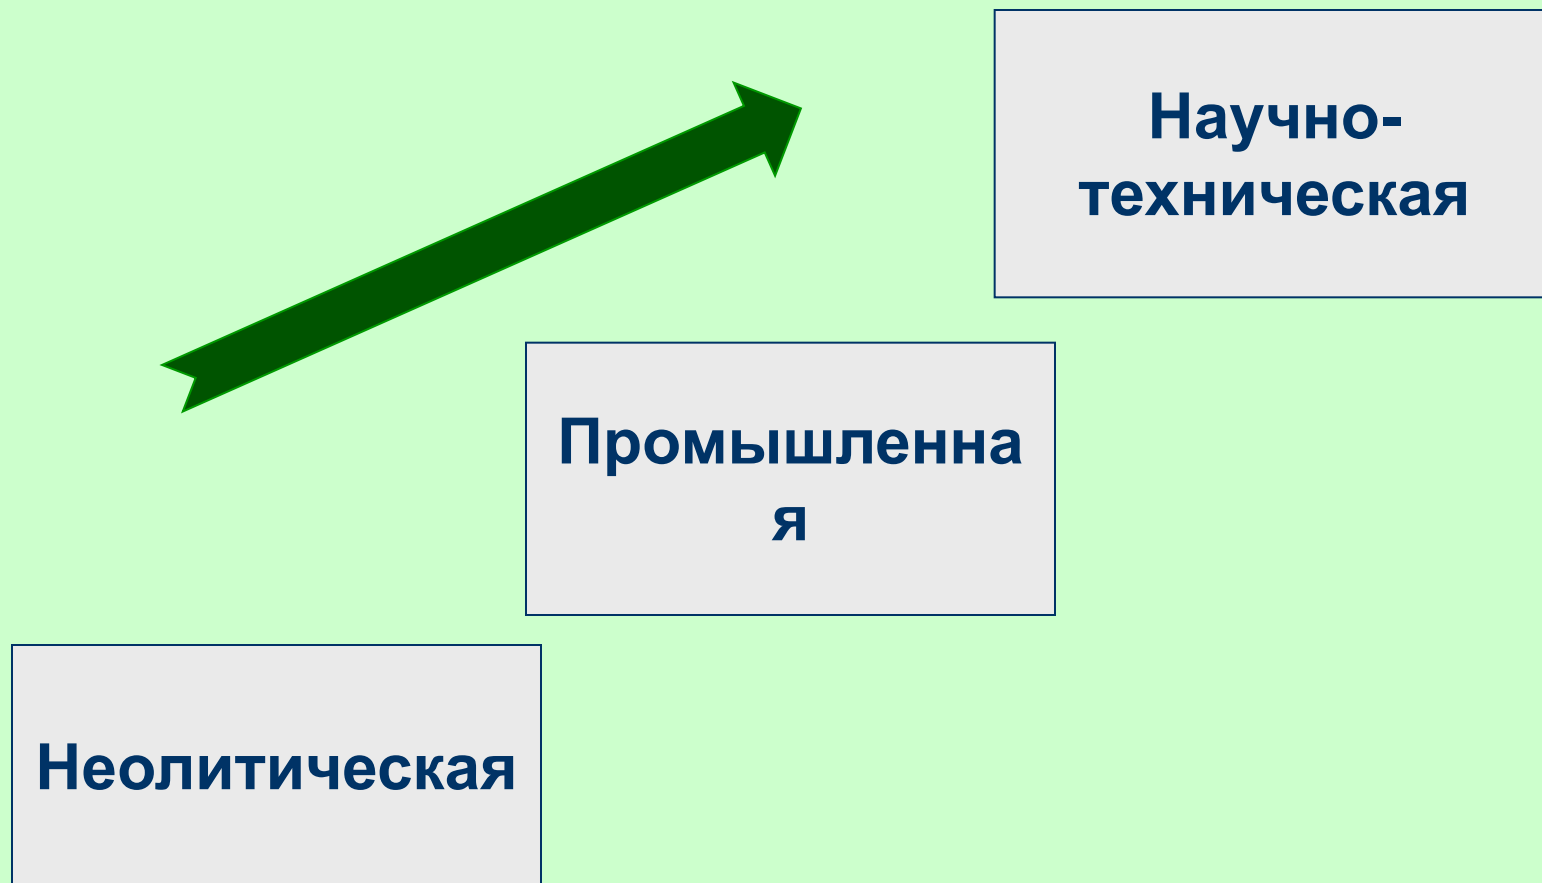 Научно-
техническая
Промышленна
я
Неолитическая